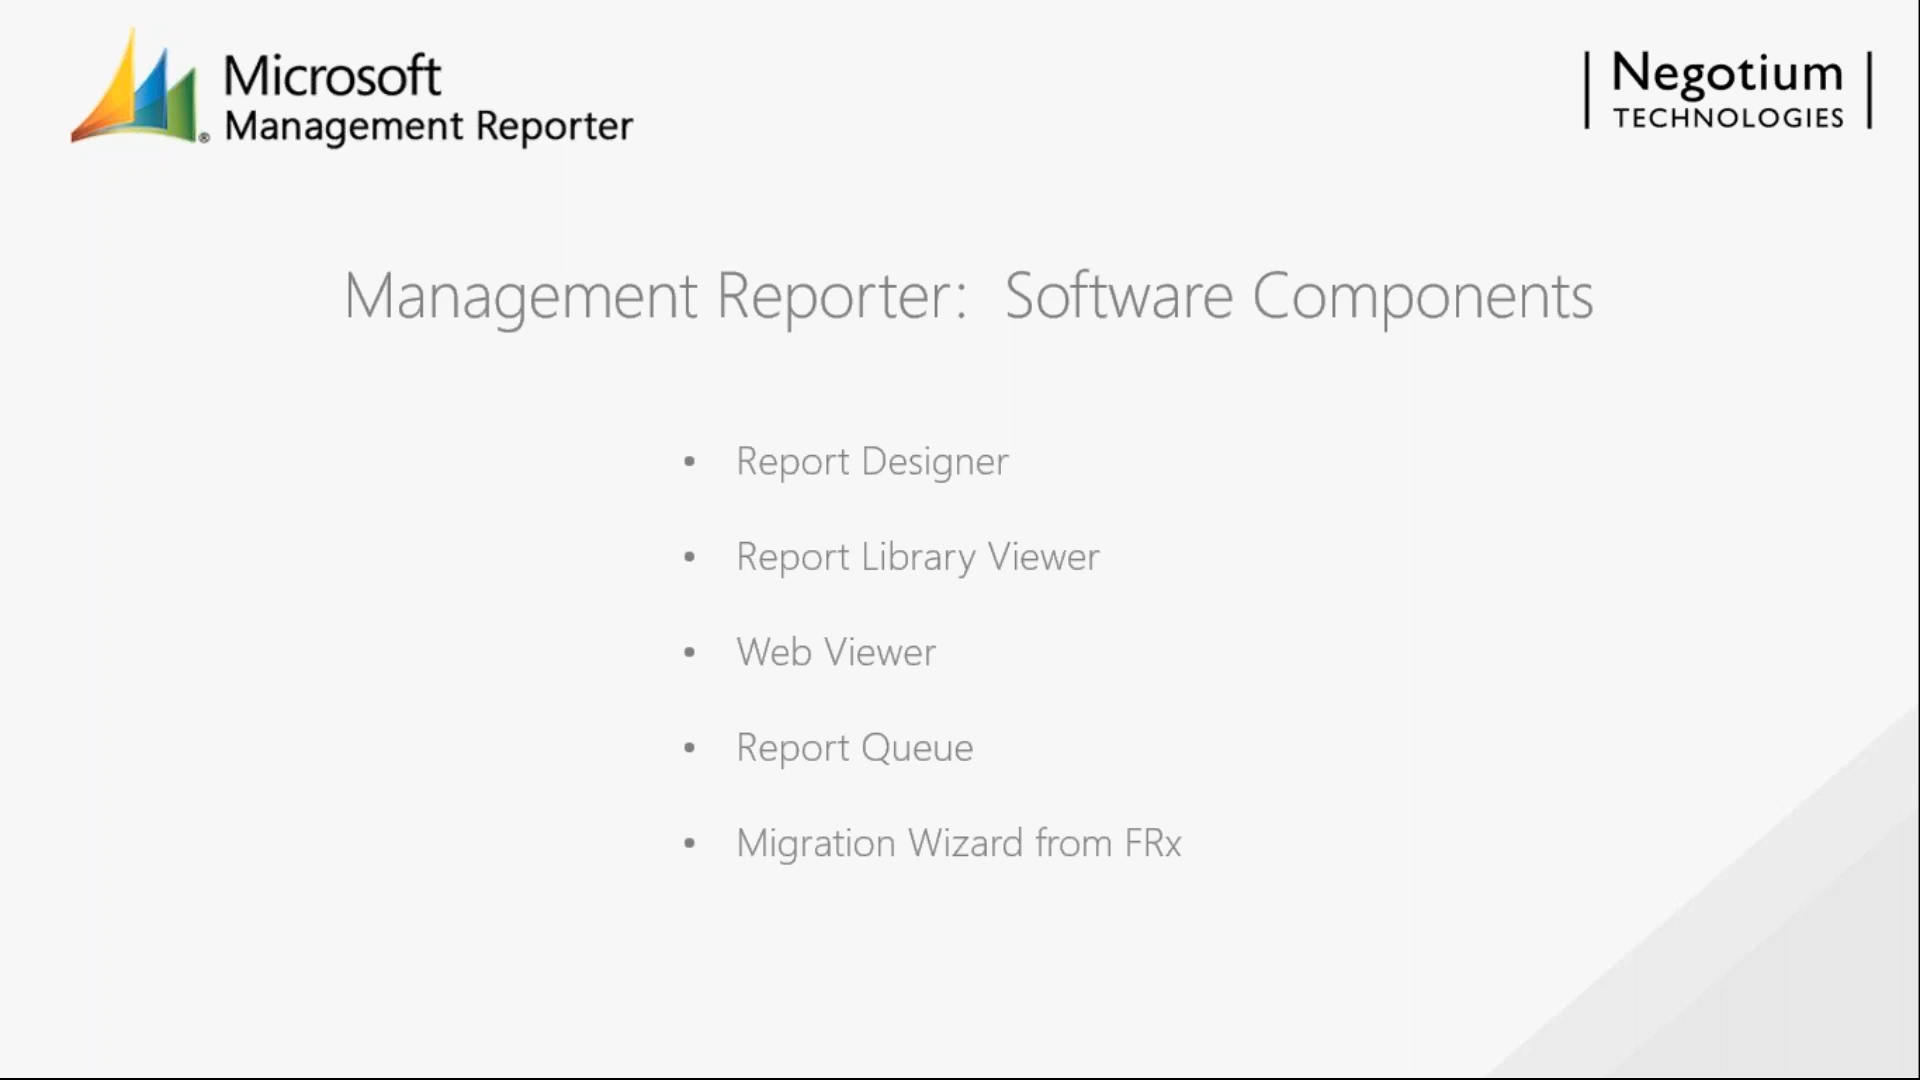 Microsoft
Management Reporter
Negotium
TECHNOLOGIES
Management Reporter: Software Components
• Report Designer
• Report Library Viewer
• Web Viewer
• Report Queue
• Migration Wizard from FRx